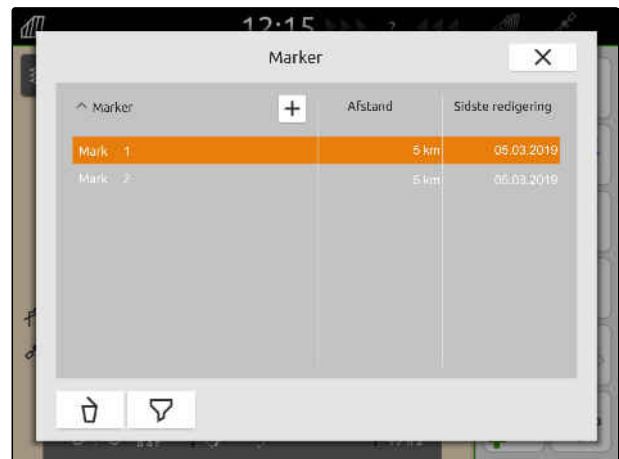 12:15
Marker
Marker + Afstand Sidste redigering
Mark 1 5 km 05.03.2019
Mark 2 5 km 05.03.2019